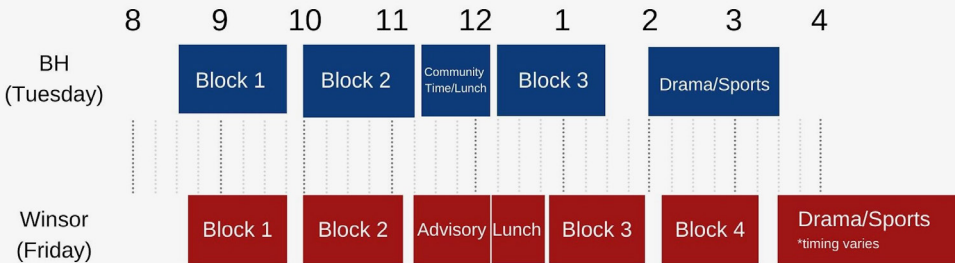 8 9 10 11 12 1 2 3 4
BH
(Tuesday)
Block 1
Block 2
Community
Time/Lunch
Block 3
Drama/Sports
Winsor
(Friday)
Block 1
Block 2
Advisory
Lunch
Block 3
Block 4
Drama/Sports
*timing varies